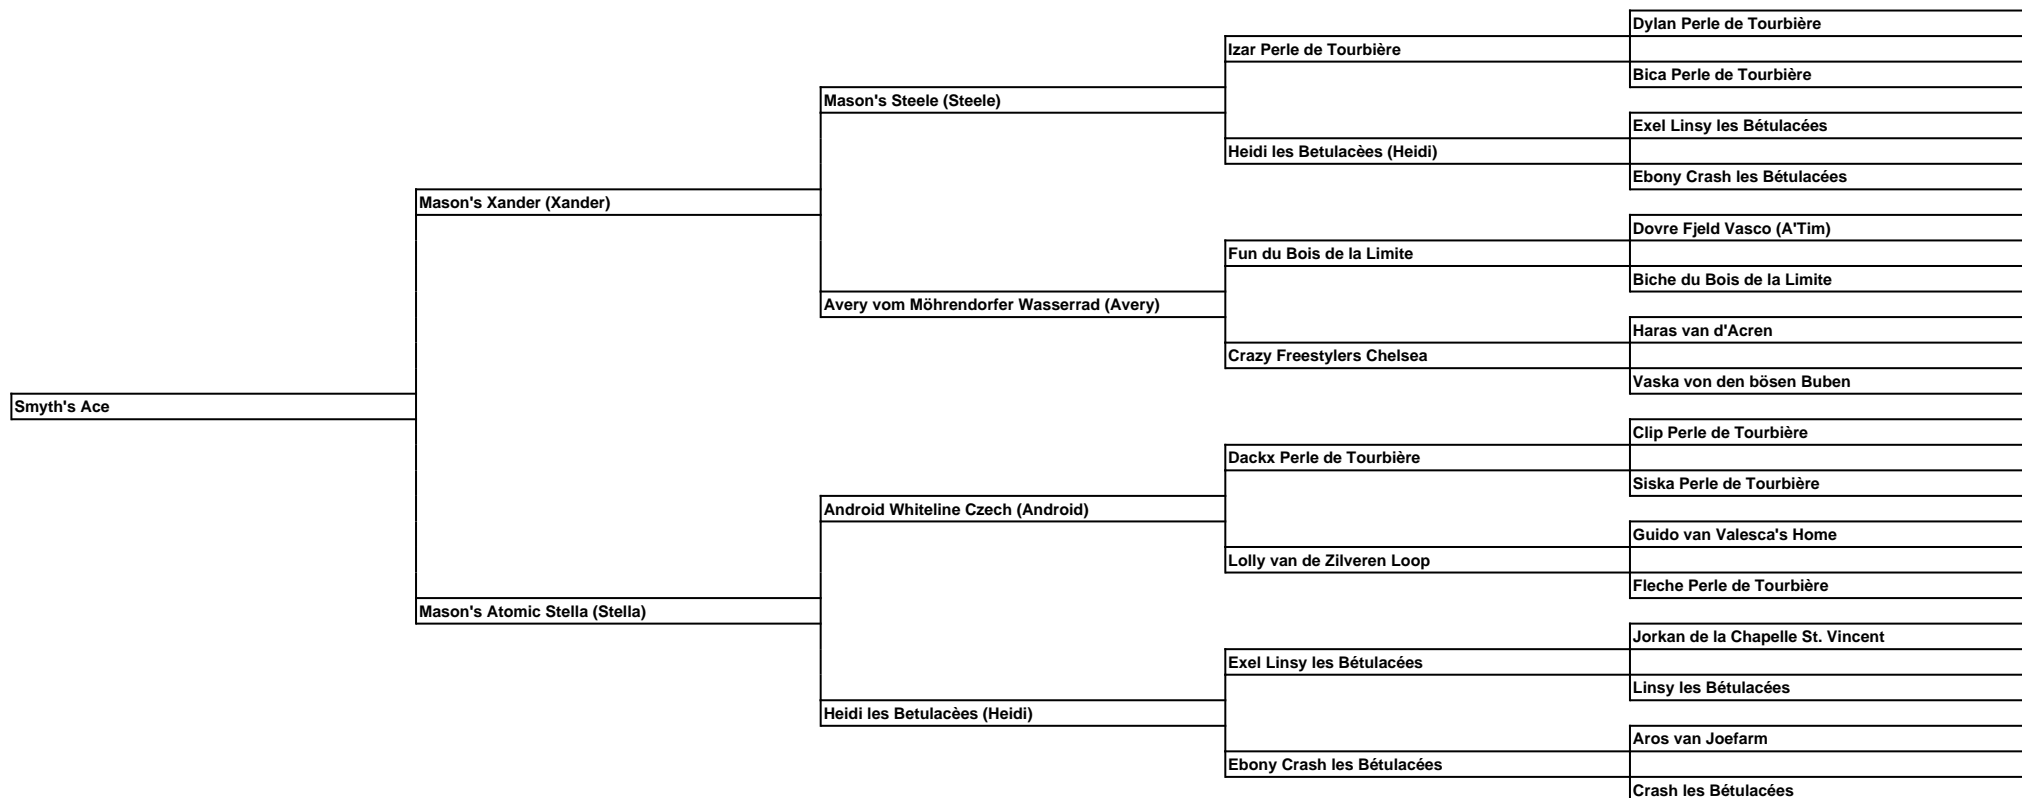 Dylan Perle de Tourbière
Izar Perle de Tourbière
Bica Perle de Tourbière
Mason's Steele (Steele)
Exel Linsy les Bétulacées
Heidi les Betulacèes (Heidi)
Ebony Crash les Bétulacées
Mason's Xander (Xander)
Dovre Fjeld Vasco (A'Tim)
Fun du Bois de la Limite
Biche du Bois de la Limite
Avery vom Möhrendorfer Wasserrad (Avery)
Haras van d'Acren
Crazy Freestylers Chelsea
Vaska von den bösen Buben
Smyth's Ace
Clip Perle de Tourbière
Dackx Perle de Tourbière
Siska Perle de Tourbière
Android Whiteline Czech (Android)
Guido van Valesca's Home
Lolly van de Zilveren Loop
Fleche Perle de Tourbière
Mason's Atomic Stella (Stella)
Jorkan de la Chapelle St. Vincent
Exel Linsy les Bétulacées
Linsy les Bétulacées
Heidi les Betulacèes (Heidi)
Aros van Joefarm
Ebony Crash les Bétulacées
Crash les Bétulacées